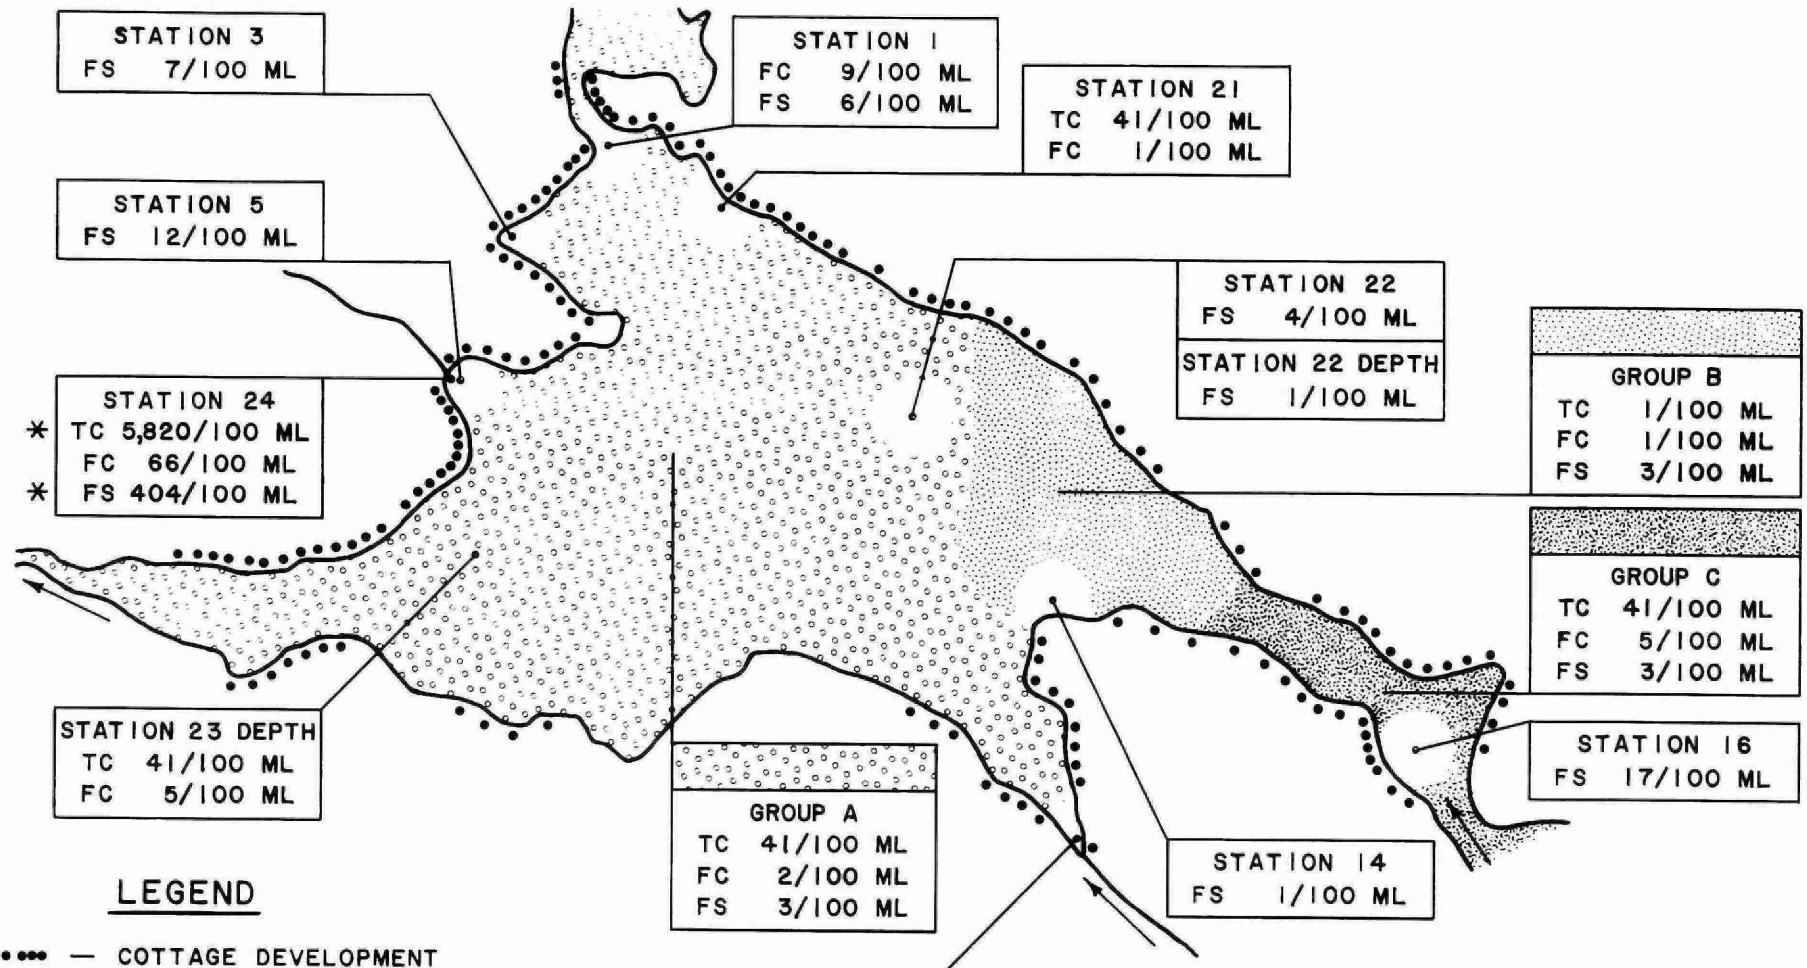 STATION 3
FS 7/100 ML
STATION 1
FC 9/100 ML
FS 6/100 ML
STATION 21
TC 41/100 ML
FC 1/100 ML
STATION 5
FS 12/100 ML
STATION 22
FS 4/100 ML
STATION 22 DEPTH
FS 1/100 ML
GROUP B
TC 1/100 ML
FC 1/100 ML
FS 3/100 ML
STATION 24
* TC 5,820/100 ML
FC 66/100 ML
* FS 404/100 ML
GROUP C
TC 41/100 ML
FC 5/100 ML
FS 3/100 ML
STATION 23 DEPTH
TC 41/100 ML
FC 5/100 ML
STATION 16
FS 17/100 ML
GROUP A
TC 41/100 ML
FC 2/100 ML
FS 3/100 ML
STATION 14
FS 1/100 ML
LEGEND
— COTTAGE DEVELOPMENT